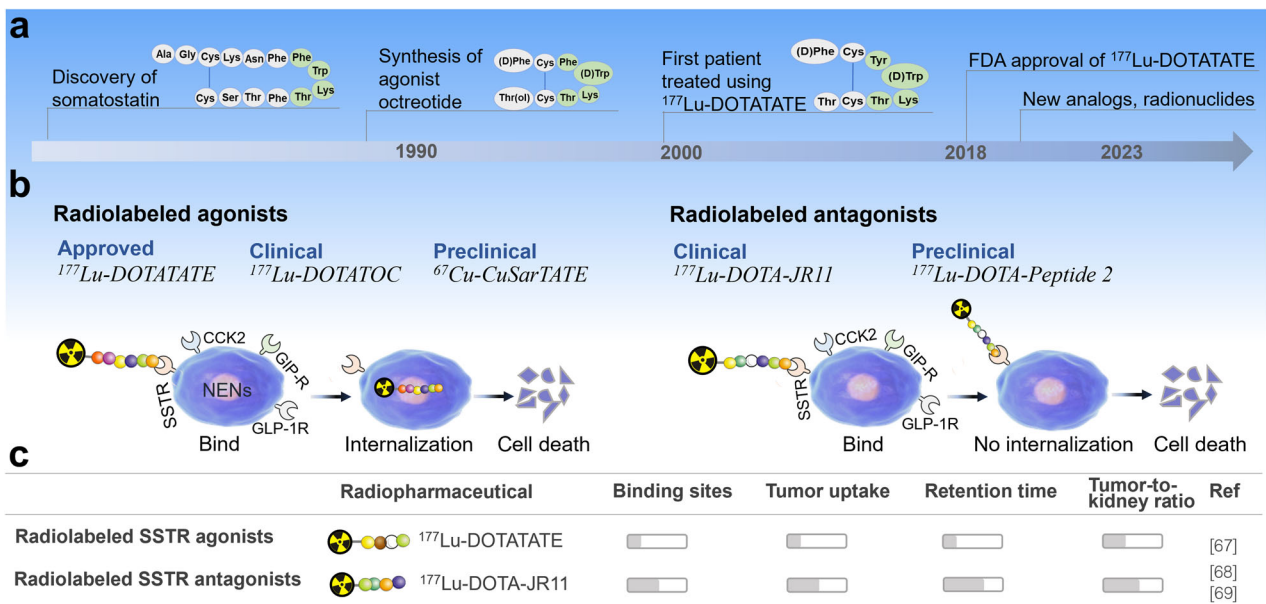 a
Discovery of
somatostatin
Ala Gly Cys Lys Asn Phe Phe
Trp
Lys
Cys Ser Thr Phe Thr
Synthesis of
agonist
octreotide
(D)Phe Cys Phe
(D)Trp
Thr(ol) Cys Thr Lys
First patient
treated using
¹⁷⁷Lu-DOTATATE
(D)Phe Cys Tyr
(D)Trp
Thr Cys Thr Lys
FDA approval of ¹⁷⁷Lu-DOTATATE
New analogs, radionuclides
1990 2000 2018 2023
b
Radiolabeled agonists
Approved Clinical Preclinical
¹⁷⁷Lu-DOTATATE ¹⁷⁷Lu-DOTATOC ⁶⁷Cu-CuSarTATE
CCK2
GIP-R
SSTR
NENs
GLP-1R
Bind Internalization Cell death
Radiolabeled antagonists
Clinical Preclinical
¹⁷⁷Lu-DOTA-JR11 ¹⁷⁷Lu-DOTA-Peptide 2
CCK2
GIP-R
SSTR
GLP-1R
Bind No internalization Cell death
c
Radiopharmaceutical Binding sites Tumor uptake Retention time Tumor-to-
kidney ratio Ref
Radiolabeled SSTR agonists ¹⁷⁷Lu-DOTATATE
[67]
[68]
Radiolabeled SSTR antagonists ¹⁷⁷Lu-DOTA-JR11
[69]